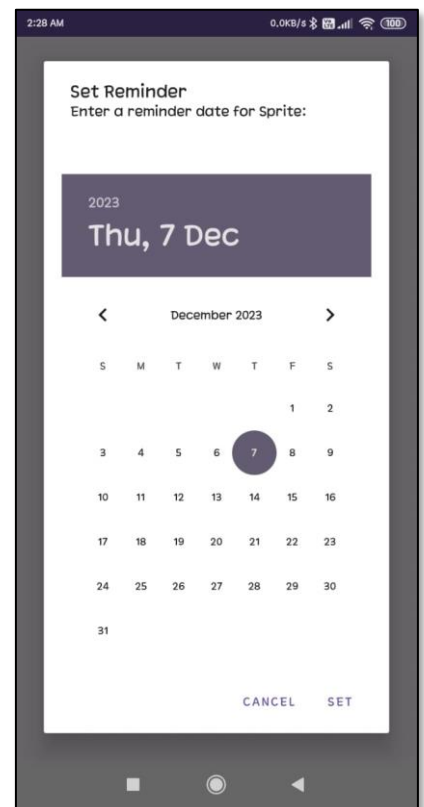 2:28 AM 0.0KB/s 100
Set Reminder
Enter a reminder date for Sprite:
2023
Thu, 7 Dec
December 2023
S M T W T F S
1 2
3 4 5 6 7 8 9
10 11 12 13 14 15 16
17 18 19 20 21 22 23
24 25 26 27 28 29 30
31
CANCEL SET